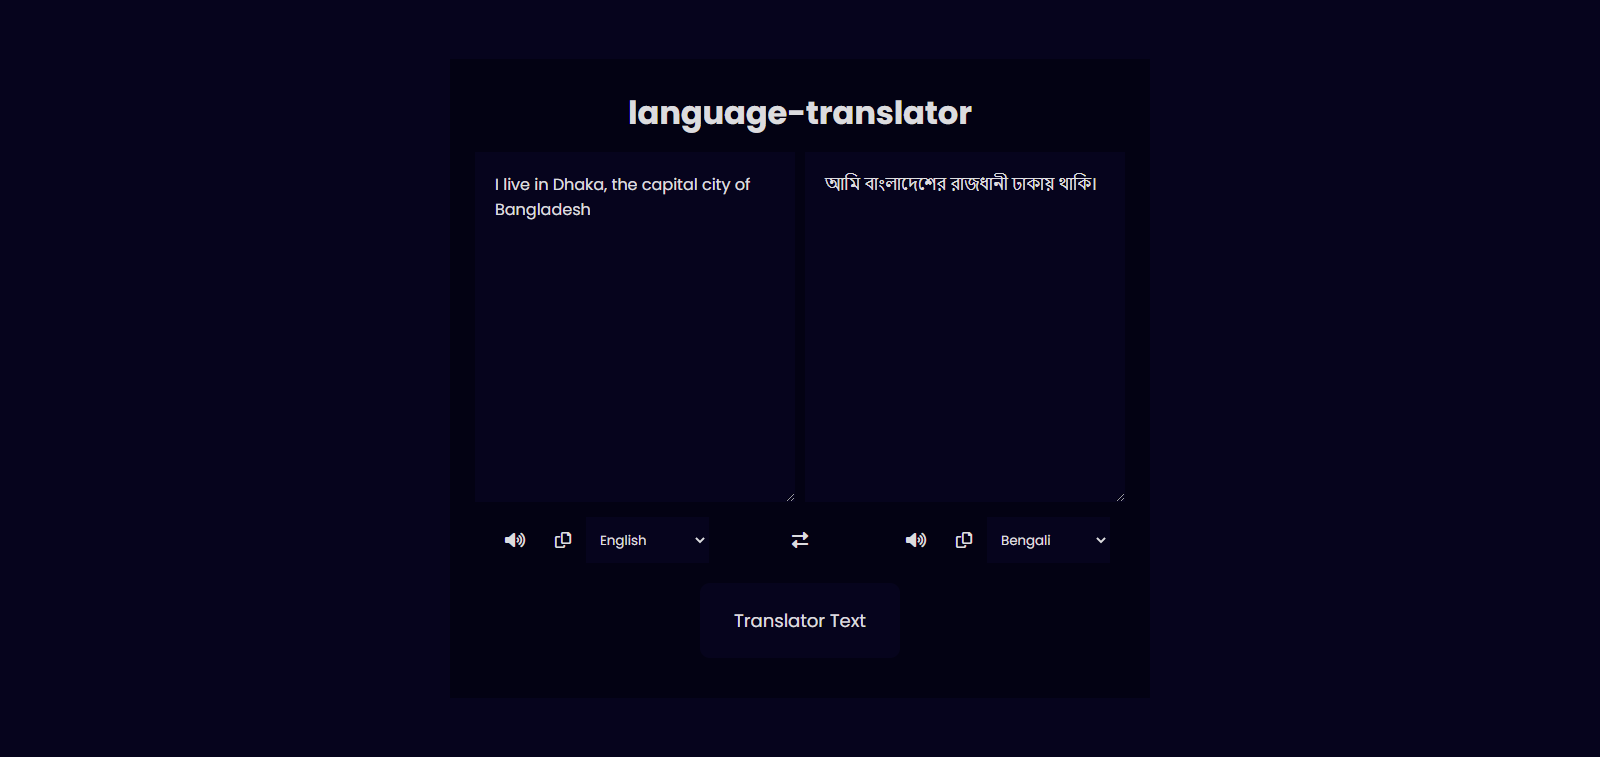 language-translator
I live in Dhaka, the capital city of
Bangladesh
আমি বাংলাদেশের রাজধানী ঢাকায় থাকি।
English
Bengali
Translator Text